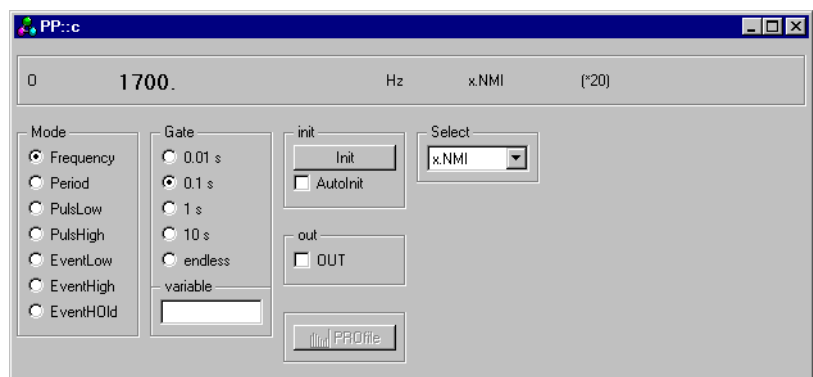 PP::c
O 1700. Hz x.NMI (*20)
Mode
Frequency
Period
PulsLow
PulsHigh
EventLow
EventHigh
EventHOld
Gate
0.01 s
0.1 s
1 s
10 s
endless
variable
init
Init
AutoInit
out
OUT
PROfile
Select
x.NMI